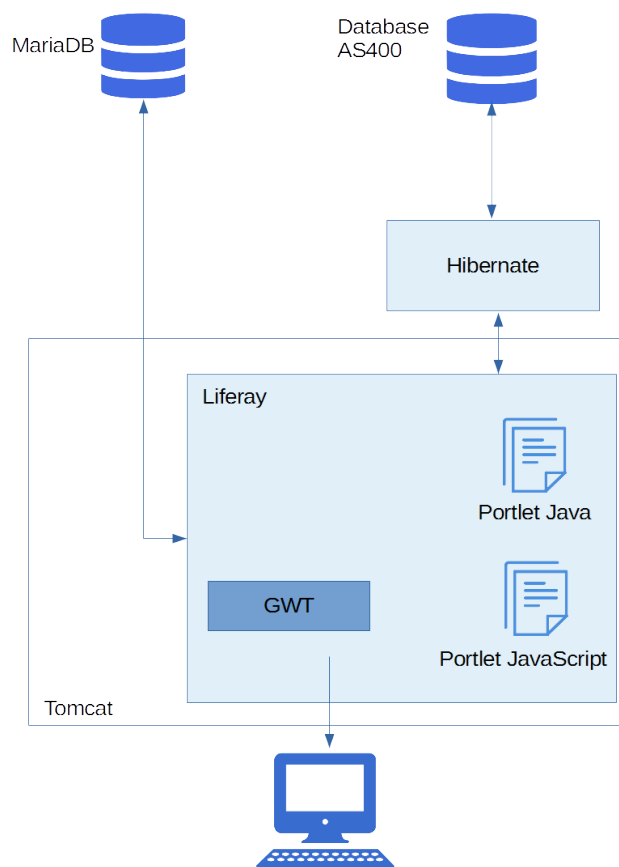 MariaDB
Database
AS400
Hibernate
Liferay
Portlet Java
GWT
Portlet JavaScript
Tomcat